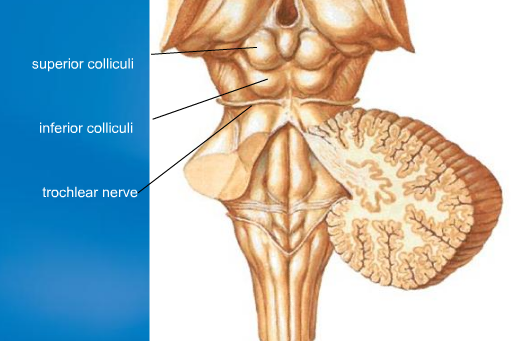 superior colliculi
inferior colliculi
trochlear nerve